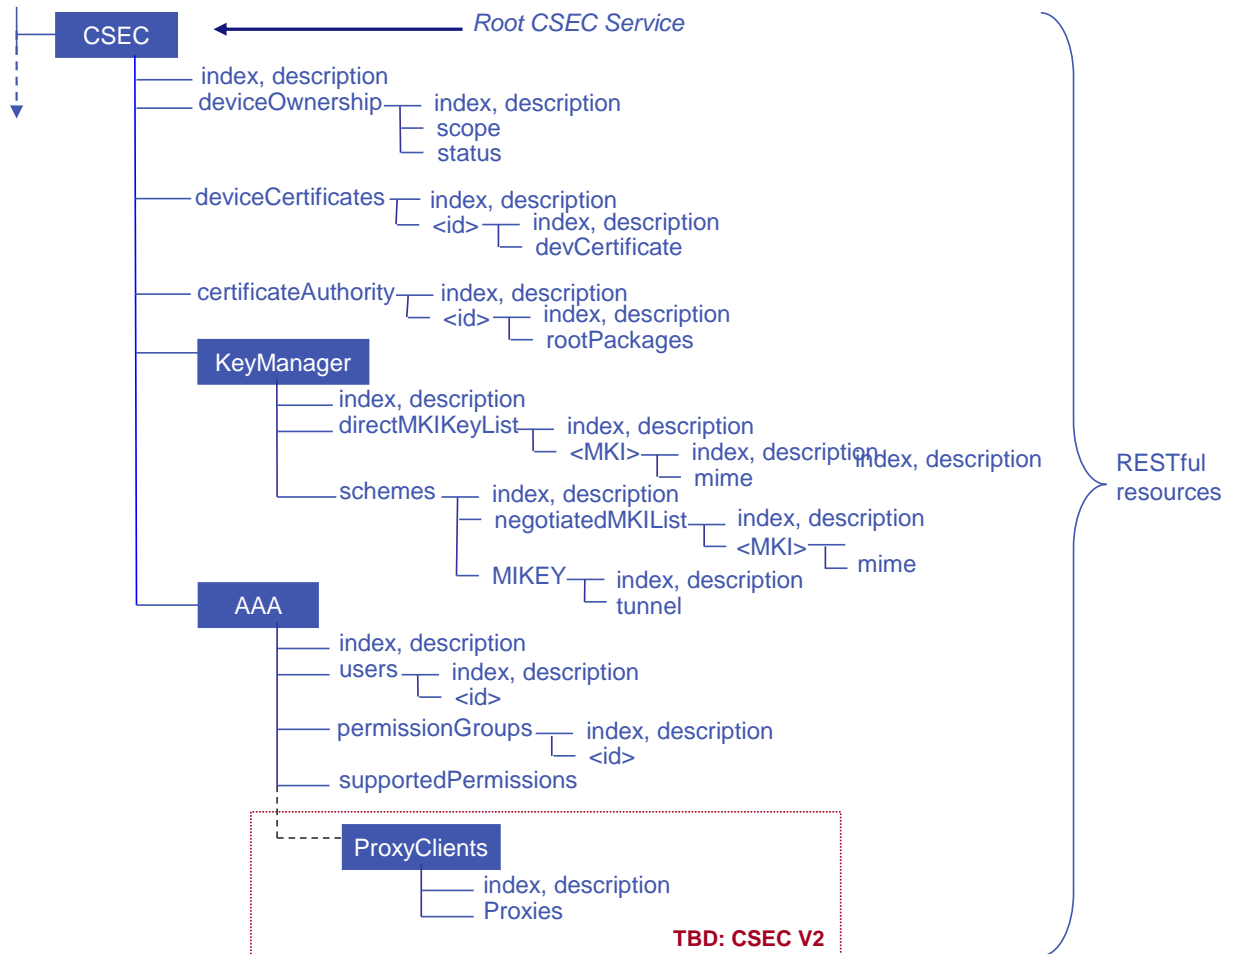 CSEC
Root CSEC Service
index, description
deviceOwnership
index, description
scope
status
deviceCertificates
index, description
<id>
index, description
devCertificate
certificateAuthority
index, description
<id>
index, description
rootPackages
KeyManager
index, description
directMKIKeyList
index, description
<MKI>
index, description
index, description
mime
RESTful
resources
schemes
index, description
negotiatedMKIList
index, description
<MKI>
mime
MIKEY
index, description
tunnel
AAA
index, description
users
index, description
<id>
permissionGroups
index, description
<id>
supportedPermissions
ProxyClients
index, description
Proxies
TBD: CSEC V2